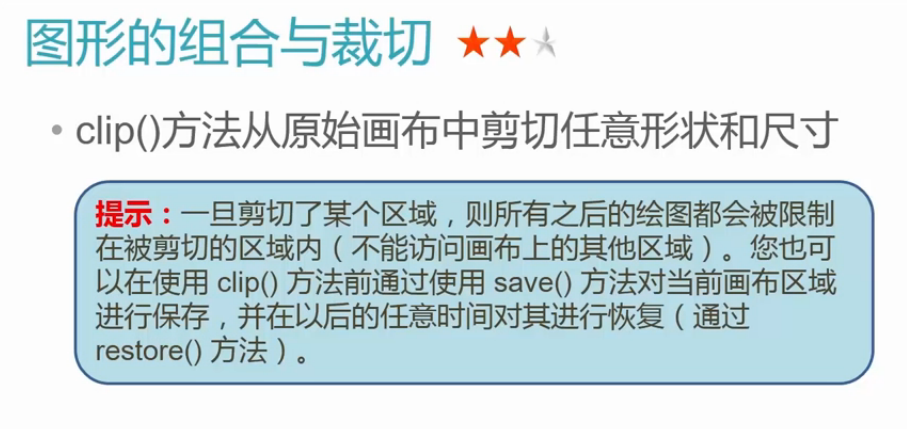 图形的组合与裁切
• clip()方法从原始画布中剪切任意形状和尺寸
提示：一旦剪切了某个区域，则所有之后的绘图都会被限制
在被剪切的区域内（不能访问画布上的其他区域）。您也可
以在使用 clip() 方法前通过使用 save() 方法对当前画布区域
进行保存，并在以后的任意时间对其进行恢复（通过
restore() 方法）。